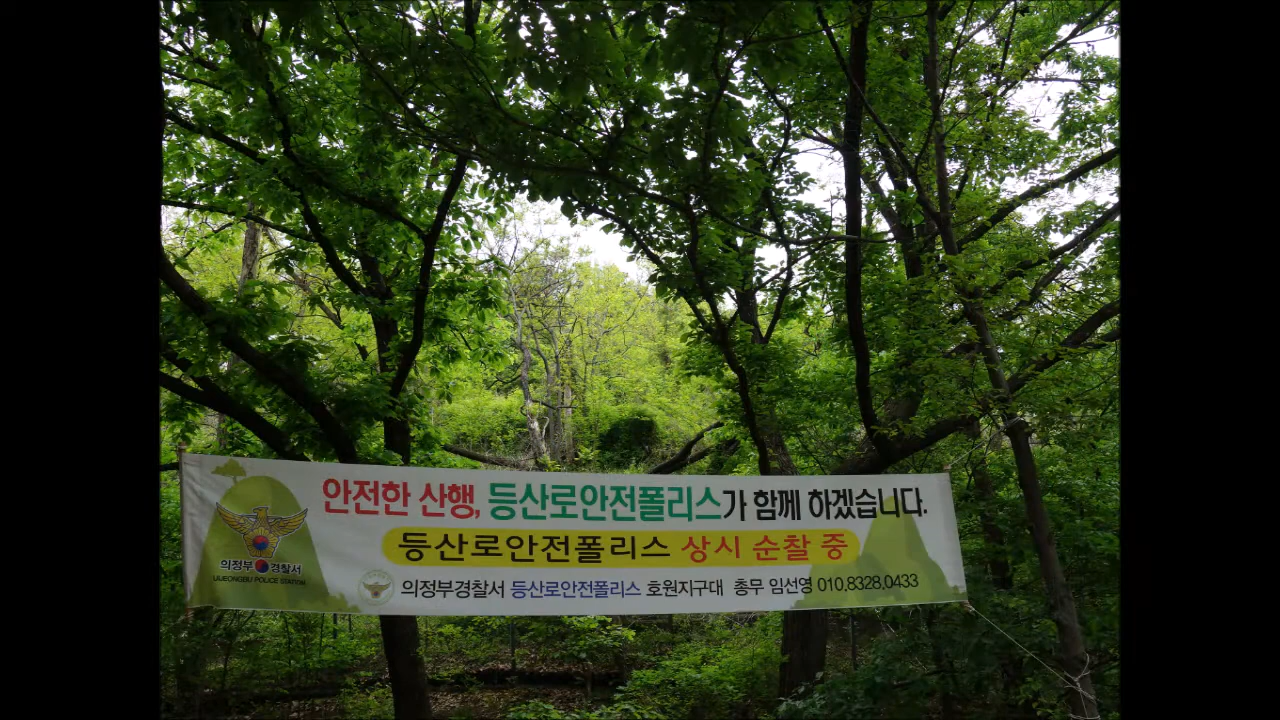 안전한 산행, 등산로안전폴리스가 함께 하겠습니다.
등산로안전폴리스 상시 순찰 중
의정부 경찰서
UIJEONGBU POLICE STATION
의정부경찰서 등산로안전폴리스 호원지구대 총무 임선영 010.8328.0433